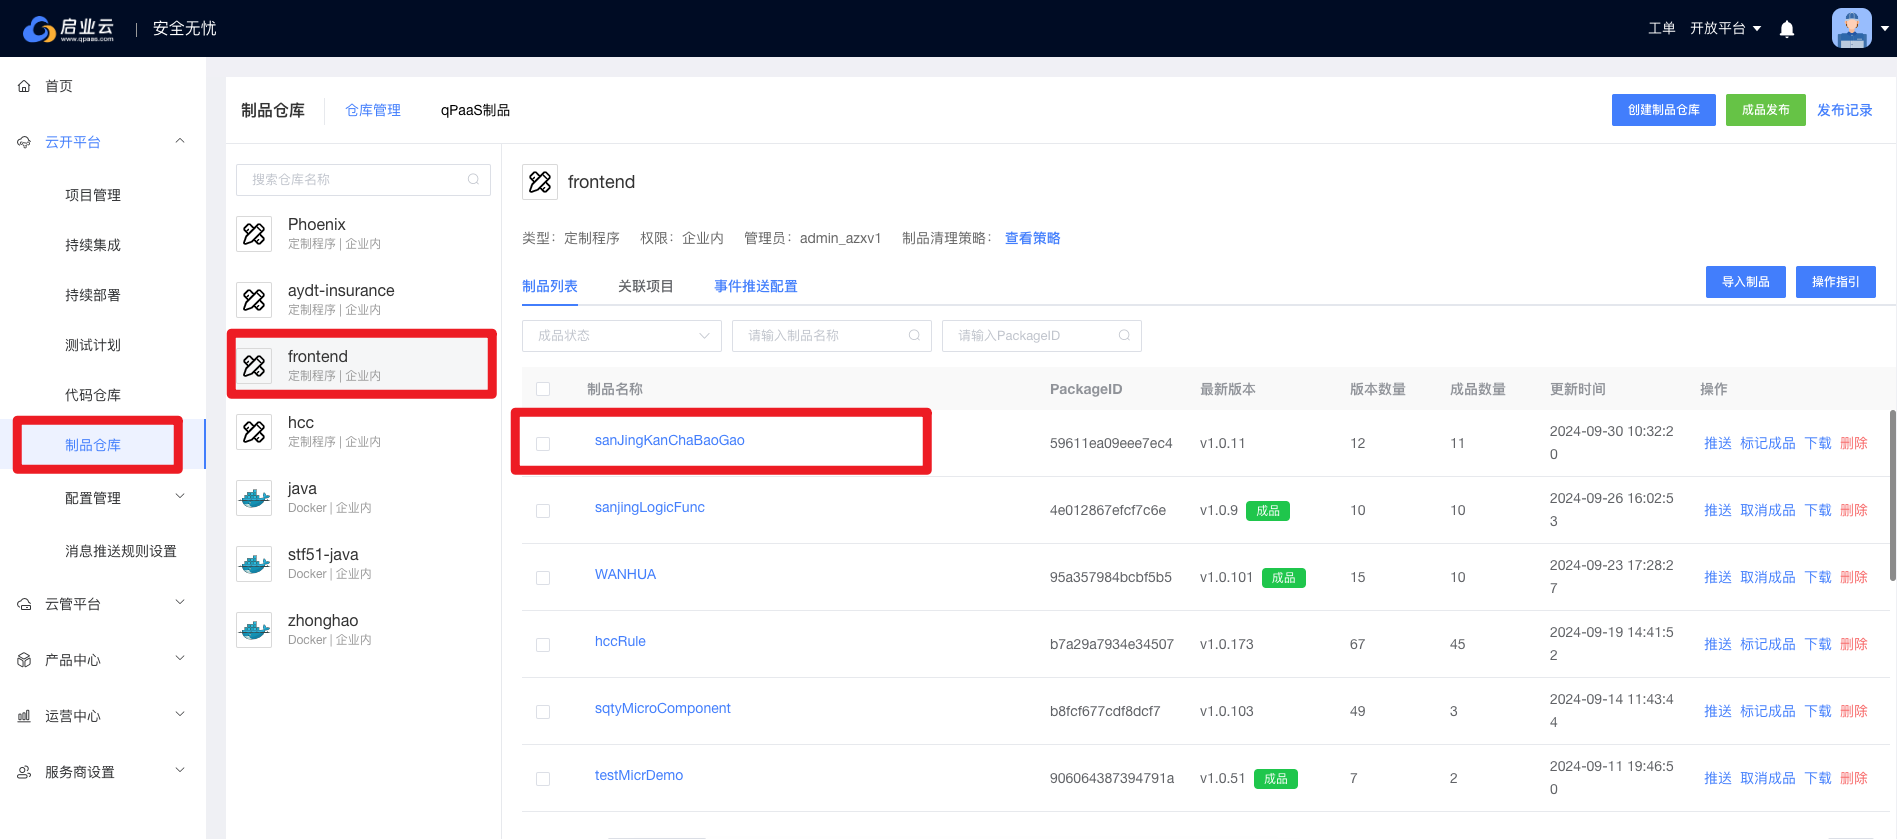 启业云
www.qpaas.com
安全无忧
工单 开放平台
首页
云开平台
项目管理
持续集成
持续部署
测试计划
代码仓库
制品仓库
配置管理
消息推送规则设置
云管平台
产品中心
运营中心
服务商设置
制品仓库 仓库管理 qPaaS制品
创建制品仓库 成品发布 发布记录
搜索仓库名称
Phoenix
定制程序 | 企业内
aydt-insurance
定制程序 | 企业内
frontend
定制程序 | 企业内
hcc
定制程序 | 企业内
java
Docker | 企业内
stf51-java
Docker | 企业内
zhonghao
Docker | 企业内
frontend
类型：定制程序 权限：企业内 管理员：admin_azxv1 制品清理策略：查看策略
制品列表 关联项目 事件推送配置
导入制品 操作指引
成品状态 请输入制品名称 请输入PackageID
制品名称 PackageID 最新版本 版本数量 成品数量 更新时间 操作
sanJingKanChaBaoGao 59611ea09eee7ec4 v1.0.11 12 11 2024-09-30 10:32:2
0 推送 标记成品 下载 删除
sanjingLogicFunc 4e012867efcf7c6e v1.0.9 成品 10 10 2024-09-26 16:02:5
3 推送 取消成品 下载 删除
WANHUA 95a357984bcbf5b5 v1.0.101 成品 15 10 2024-09-23 17:28:2
7 推送 取消成品 下载 删除
hccRule b7a29a7934e34507 v1.0.173 67 45 2024-09-19 14:41:5
2 推送 标记成品 下载 删除
sqtyMicroComponent b8fcf677cdf8dcf7 v1.0.103 49 3 2024-09-14 11:43:4
4 推送 标记成品 下载 删除
testMicrDemo 906064387394791a v1.0.51 成品 7 2 2024-09-11 19:46:5
0 推送 取消成品 下载 删除